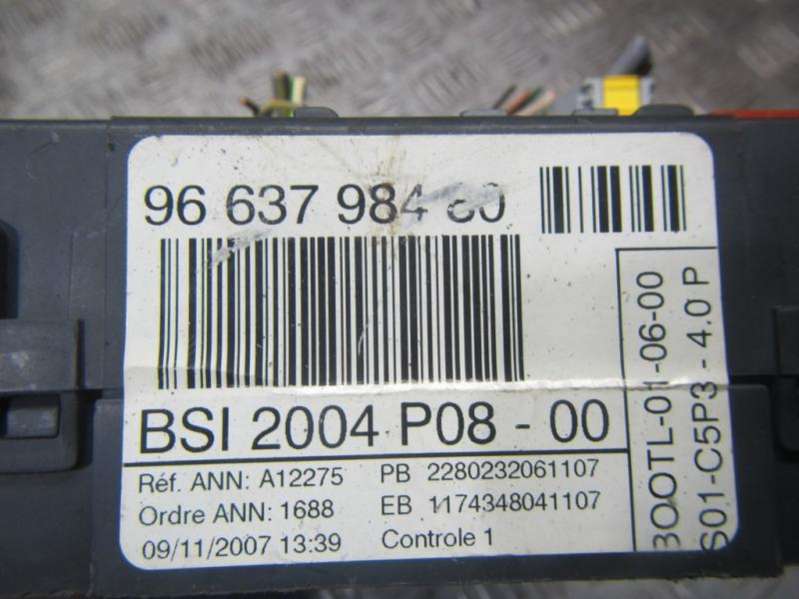 96 637 984 80
BSI 2004 P08 - 00
Réf. ANN: A12275 PB 2280232061107
Ordre ANN: 1688 EB 1174348041107
09/11/2007 13:39 Controle 1
BOOTL-01-06-00
S01-C5P3 - 4.0 P